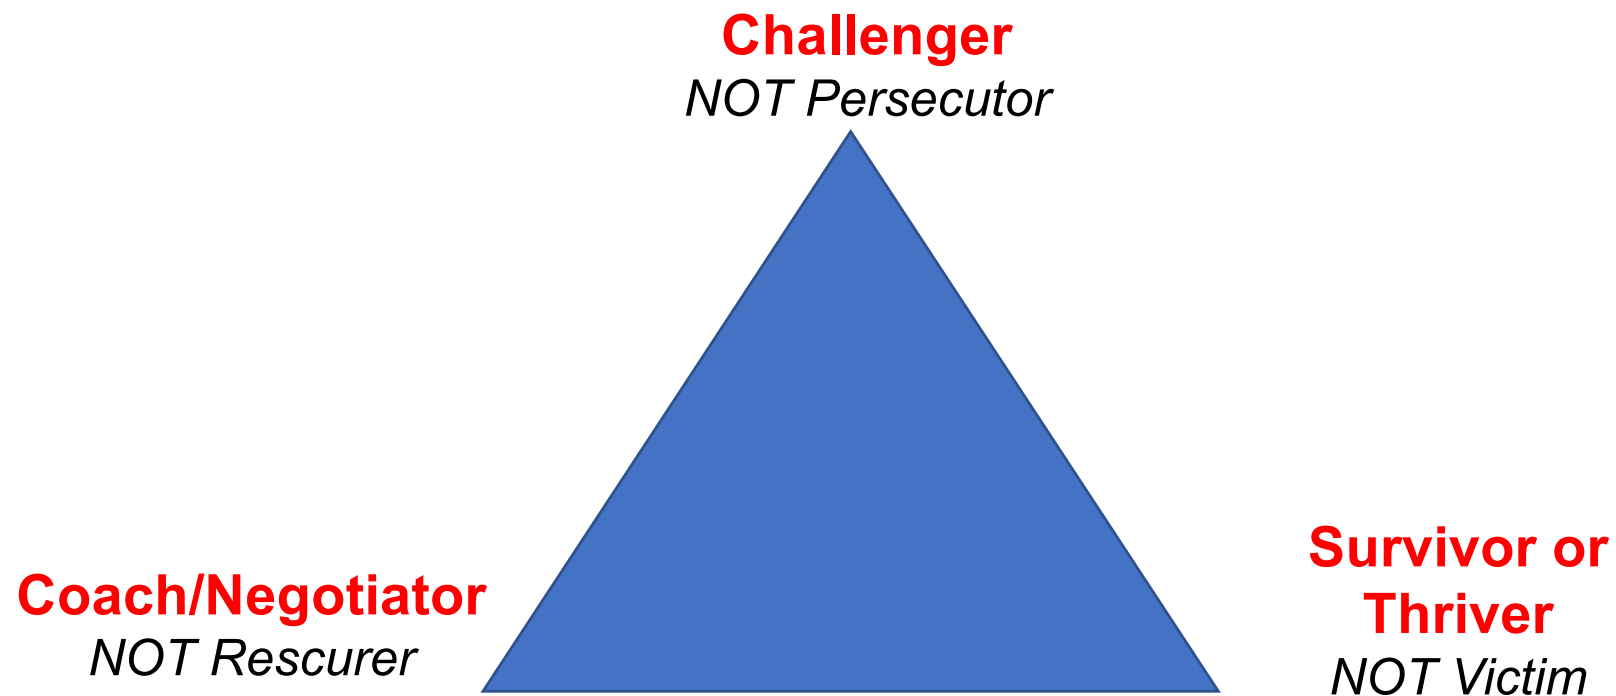 Challenger
NOT Persecutor
Coach/Negotiator
NOT Rescurer
Survivor or
Thriver
NOT Victim